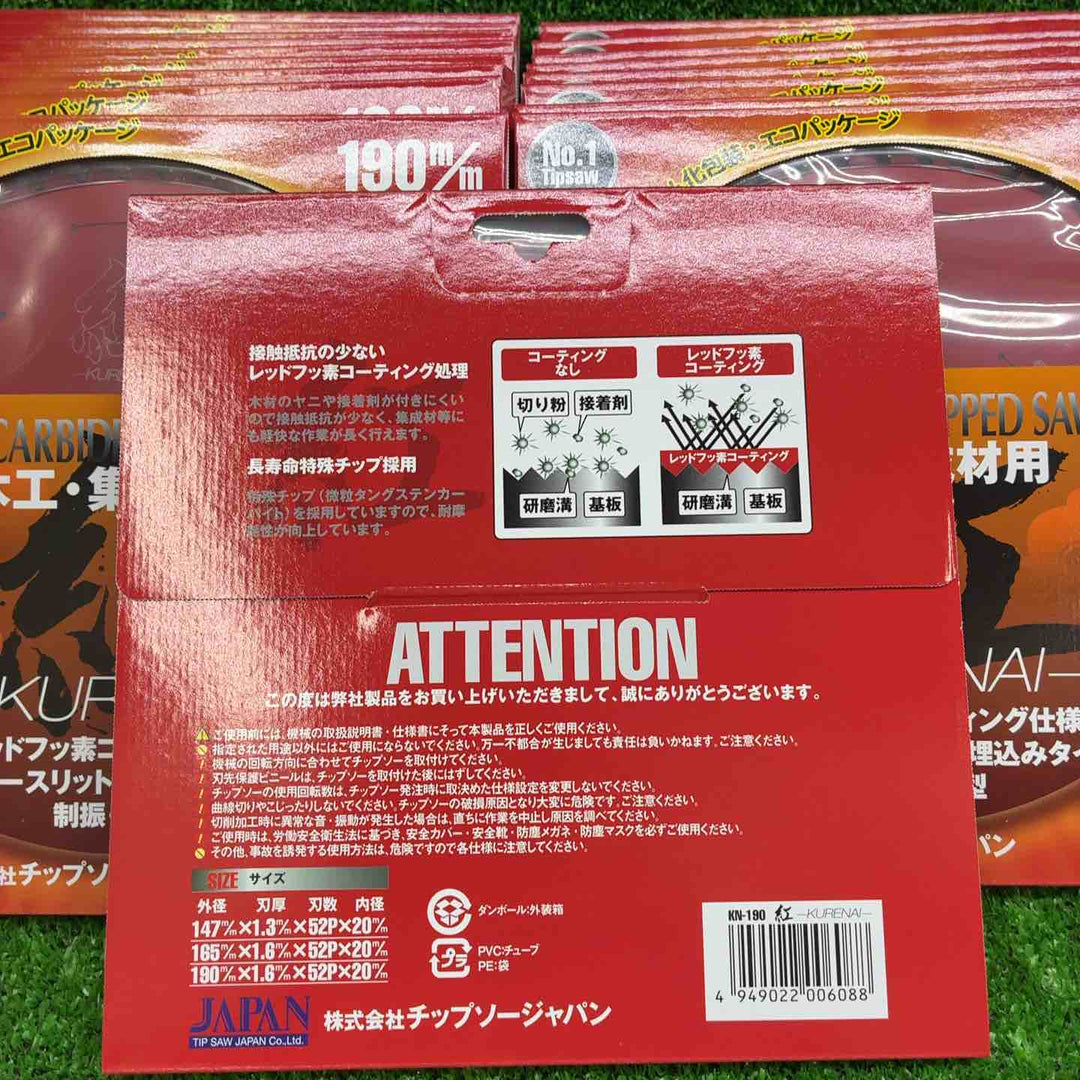 エコパッケージ
エコパッケージ
190m/m
No.1
Tipsaw
化包装・エコパッケージ
CARBIDE
木工・集
KUR
ッドフッ素コ
ースリット
制振
社チップソ
PPED SAW
材用
NAI
ィング仕様
埋込みタイ
型
パン
接触抵抗の少ない
レッドフッ素コーティング処理
木材のヤニや接着剤が付きにくい
ので接触抵抗が少なく、集成材等に
も軽快な作業が長く行えます。
長寿命特殊チップ採用
特殊チップ(微粒タングステンカー
バイト)を採用していますので、耐摩
耗性が向上しています。
コーティング
なし
切り粉 接着剤
研磨溝 基板
レッドフッ素
コーティング
レッドフッ素コーティング
研磨溝 基板
ATTENTION
この度は弊社製品をお買い上げいただきまして、誠にありがとうございます。
ご使用前には、機械の取扱説明書・仕様書にそって本製品を正しくご使用ください。
指定された用途以外にはご使用にならないでください。万一不都合が生じましても責任は負いかねます。ご注意ください。
! 機械の回転方向に合わせてチップソーを取付けてください。
! 刃先保護ビニールは、チップソーを取付けた後にはずしてください。
! チップソーの使用回転数は、チップソー発注時に取決めた仕様設定を変更しないでください。
! 曲線切りやこじったりしないでください。チップソーの破損原因となり大変に危険です。ご注意ください。
! 切削加工時に異常な音・振動が発生した場合は、直ちに作業を中止し原因を調べてください。
! ご使用時は、労働安全衛生法に基づき、安全カバー・安全靴・防塵メガネ・防塵マスクを必ずご使用ください。
その他、事故を誘発する使用方法は、危険ですので各仕様に注意してください。
SIZE サイズ
外径 刃厚 刃数 内径
147m/m×1.3m/m×52P×20m/m
165m/m×1.6m/m×52P×20m/m
190m/m×1.6m/m×52P×20m/m
ダンボール:外装箱
プラ
PVC:チューブ
PE:袋
KN-190 紅 —KURENAI—
4 949022 006088
JAPAN
TIP SAW JAPAN Co.,Ltd.
株式会社チップソージャパン